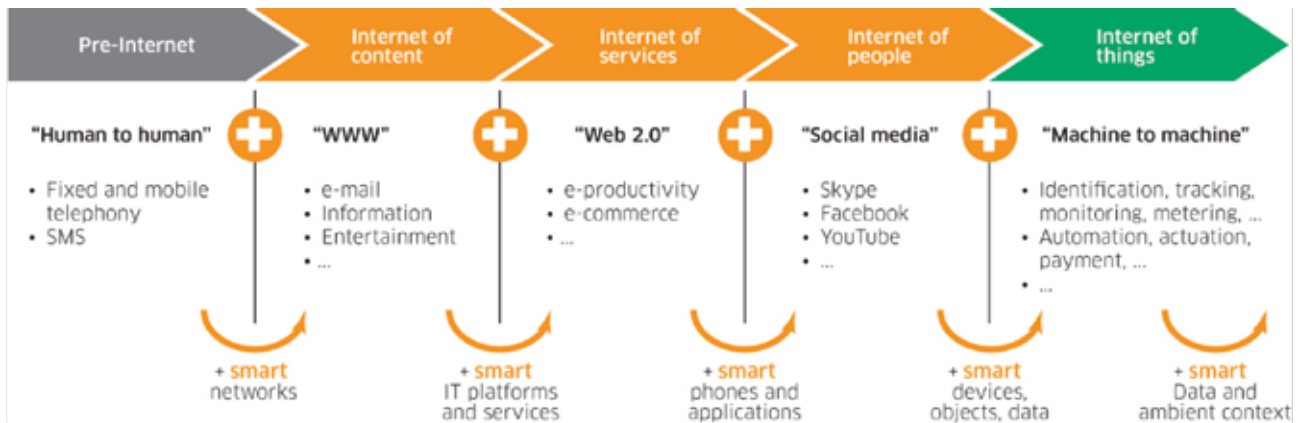 Pre-Internet
Internet of
content
Internet of
services
Internet of
people
Internet of
things
"Human to human"
• Fixed and mobile
telephony
• SMS
"WWW"
• e-mail
• Information
• Entertainment
• ...
"Web 2.0"
• e-productivity
• e-commerce
• ...
"Social media"
• Skype
• Facebook
• YouTube
• ...
"Machine to machine"
• Identification, tracking,
monitoring, metering, ...
• Automation, actuation,
payment, ...
• ...
+ smart
networks
+ smart
IT platforms
and services
+ smart
phones and
applications
+ smart
devices,
objects, data
+ smart
Data and
ambient context